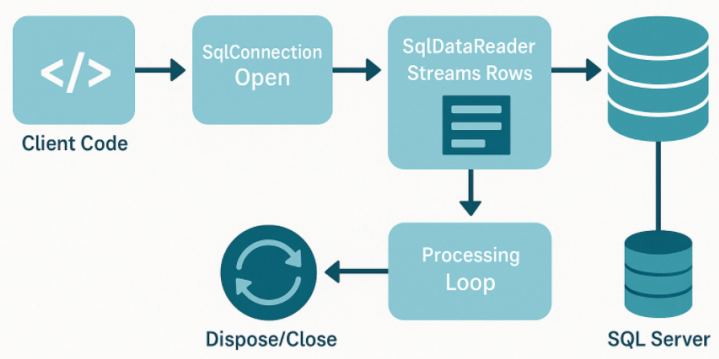 </>
Client Code
SqlConnection
Open
SqlDataReader
Streams Rows
Processing
Loop
Dispose/Close
SQL Server